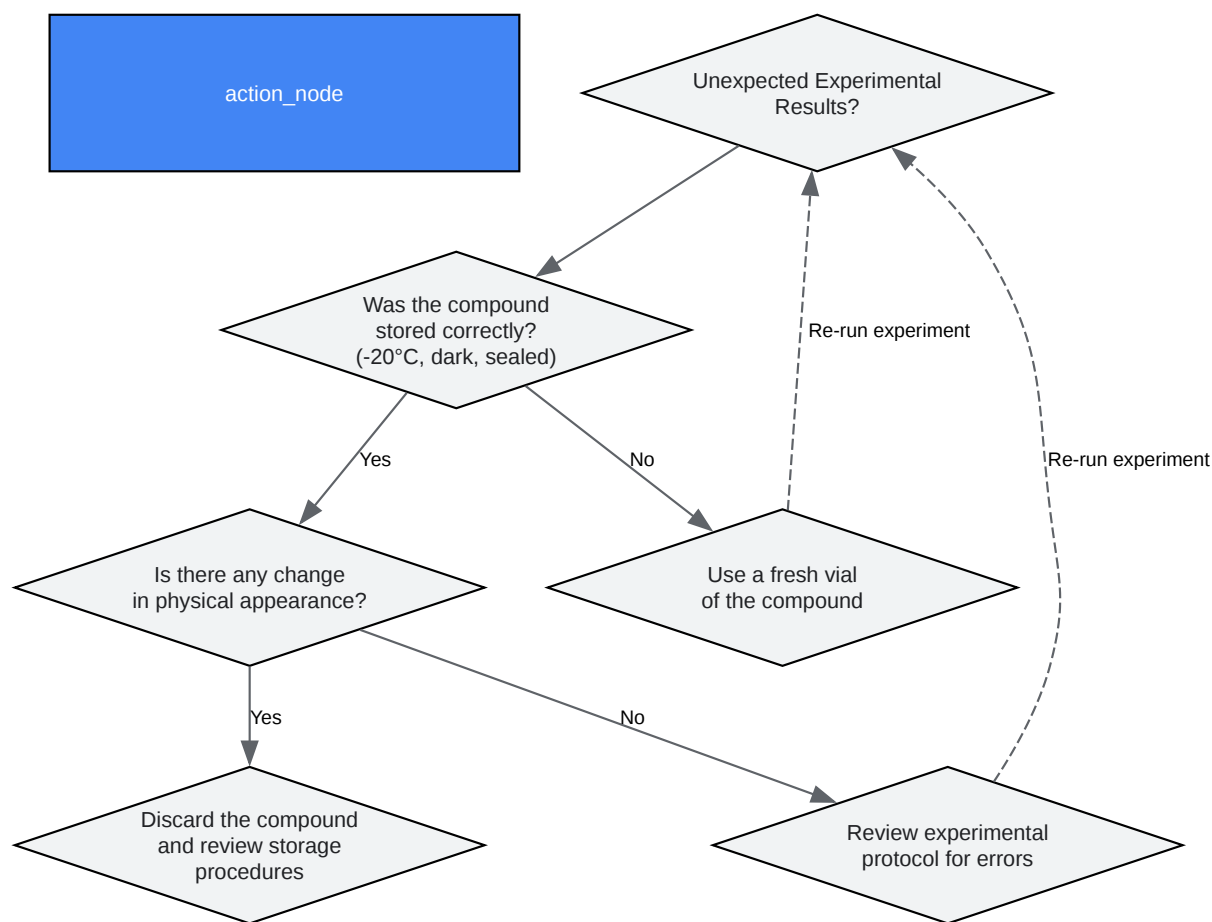 action_node
Unexpected Experimental
Results?
Was the compound
stored correctly?
(-20°C, dark, sealed)
Re-run experiment
Yes
No
Re-run experiment
Is there any change
in physical appearance?
Use a fresh vial
of the compound
Yes
No
Discard the compound
and review storage
procedures
Review experimental
protocol for errors